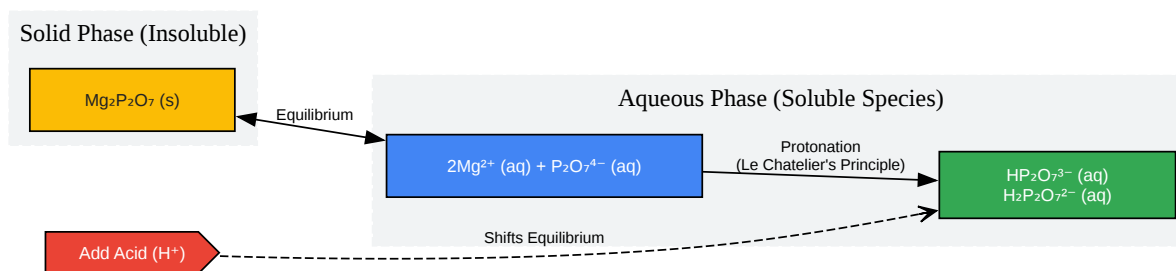 Solid Phase (Insoluble)
Mg₂P₂O₇ (s)
Equilibrium
Aqueous Phase (Soluble Species)
2Mg²⁺ (aq) + P₂O₇⁴⁻ (aq)
Protonation
(Le Chatelier's Principle)
HP₂O₇³⁻ (aq)
H₂P₂O₇²⁻ (aq)
Add Acid (H⁺)
Shifts Equilibrium